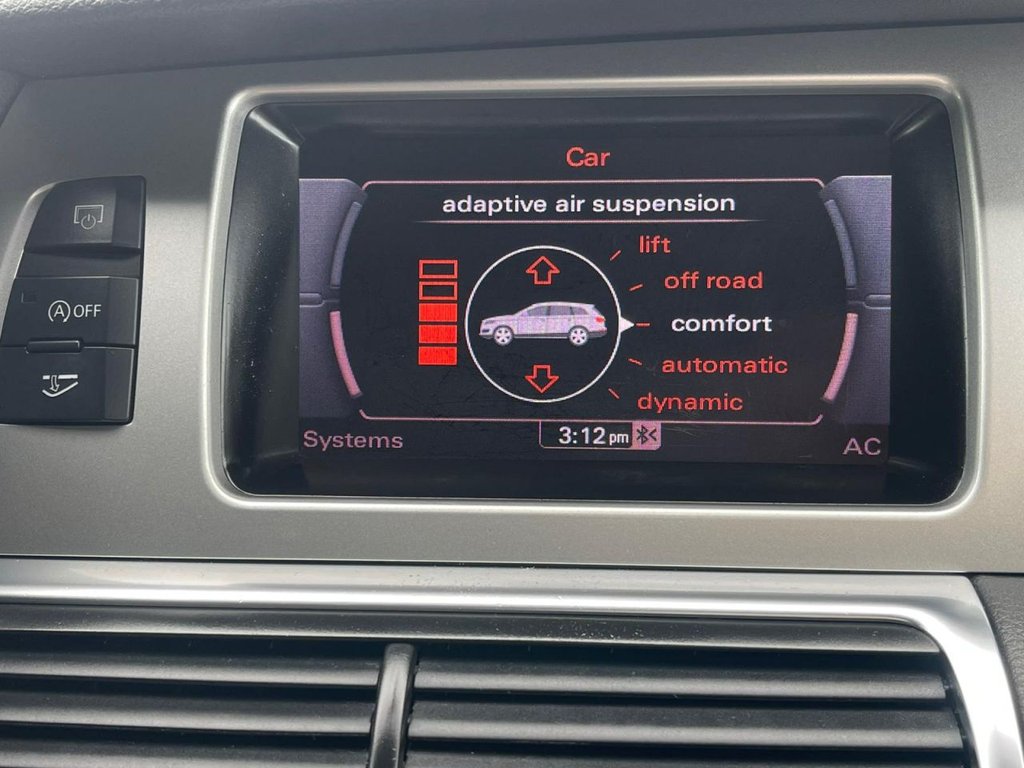 Car
adaptive air suspension
lift
off road
comfort
automatic
dynamic
Systems
3:12 pm
AC
A OFF